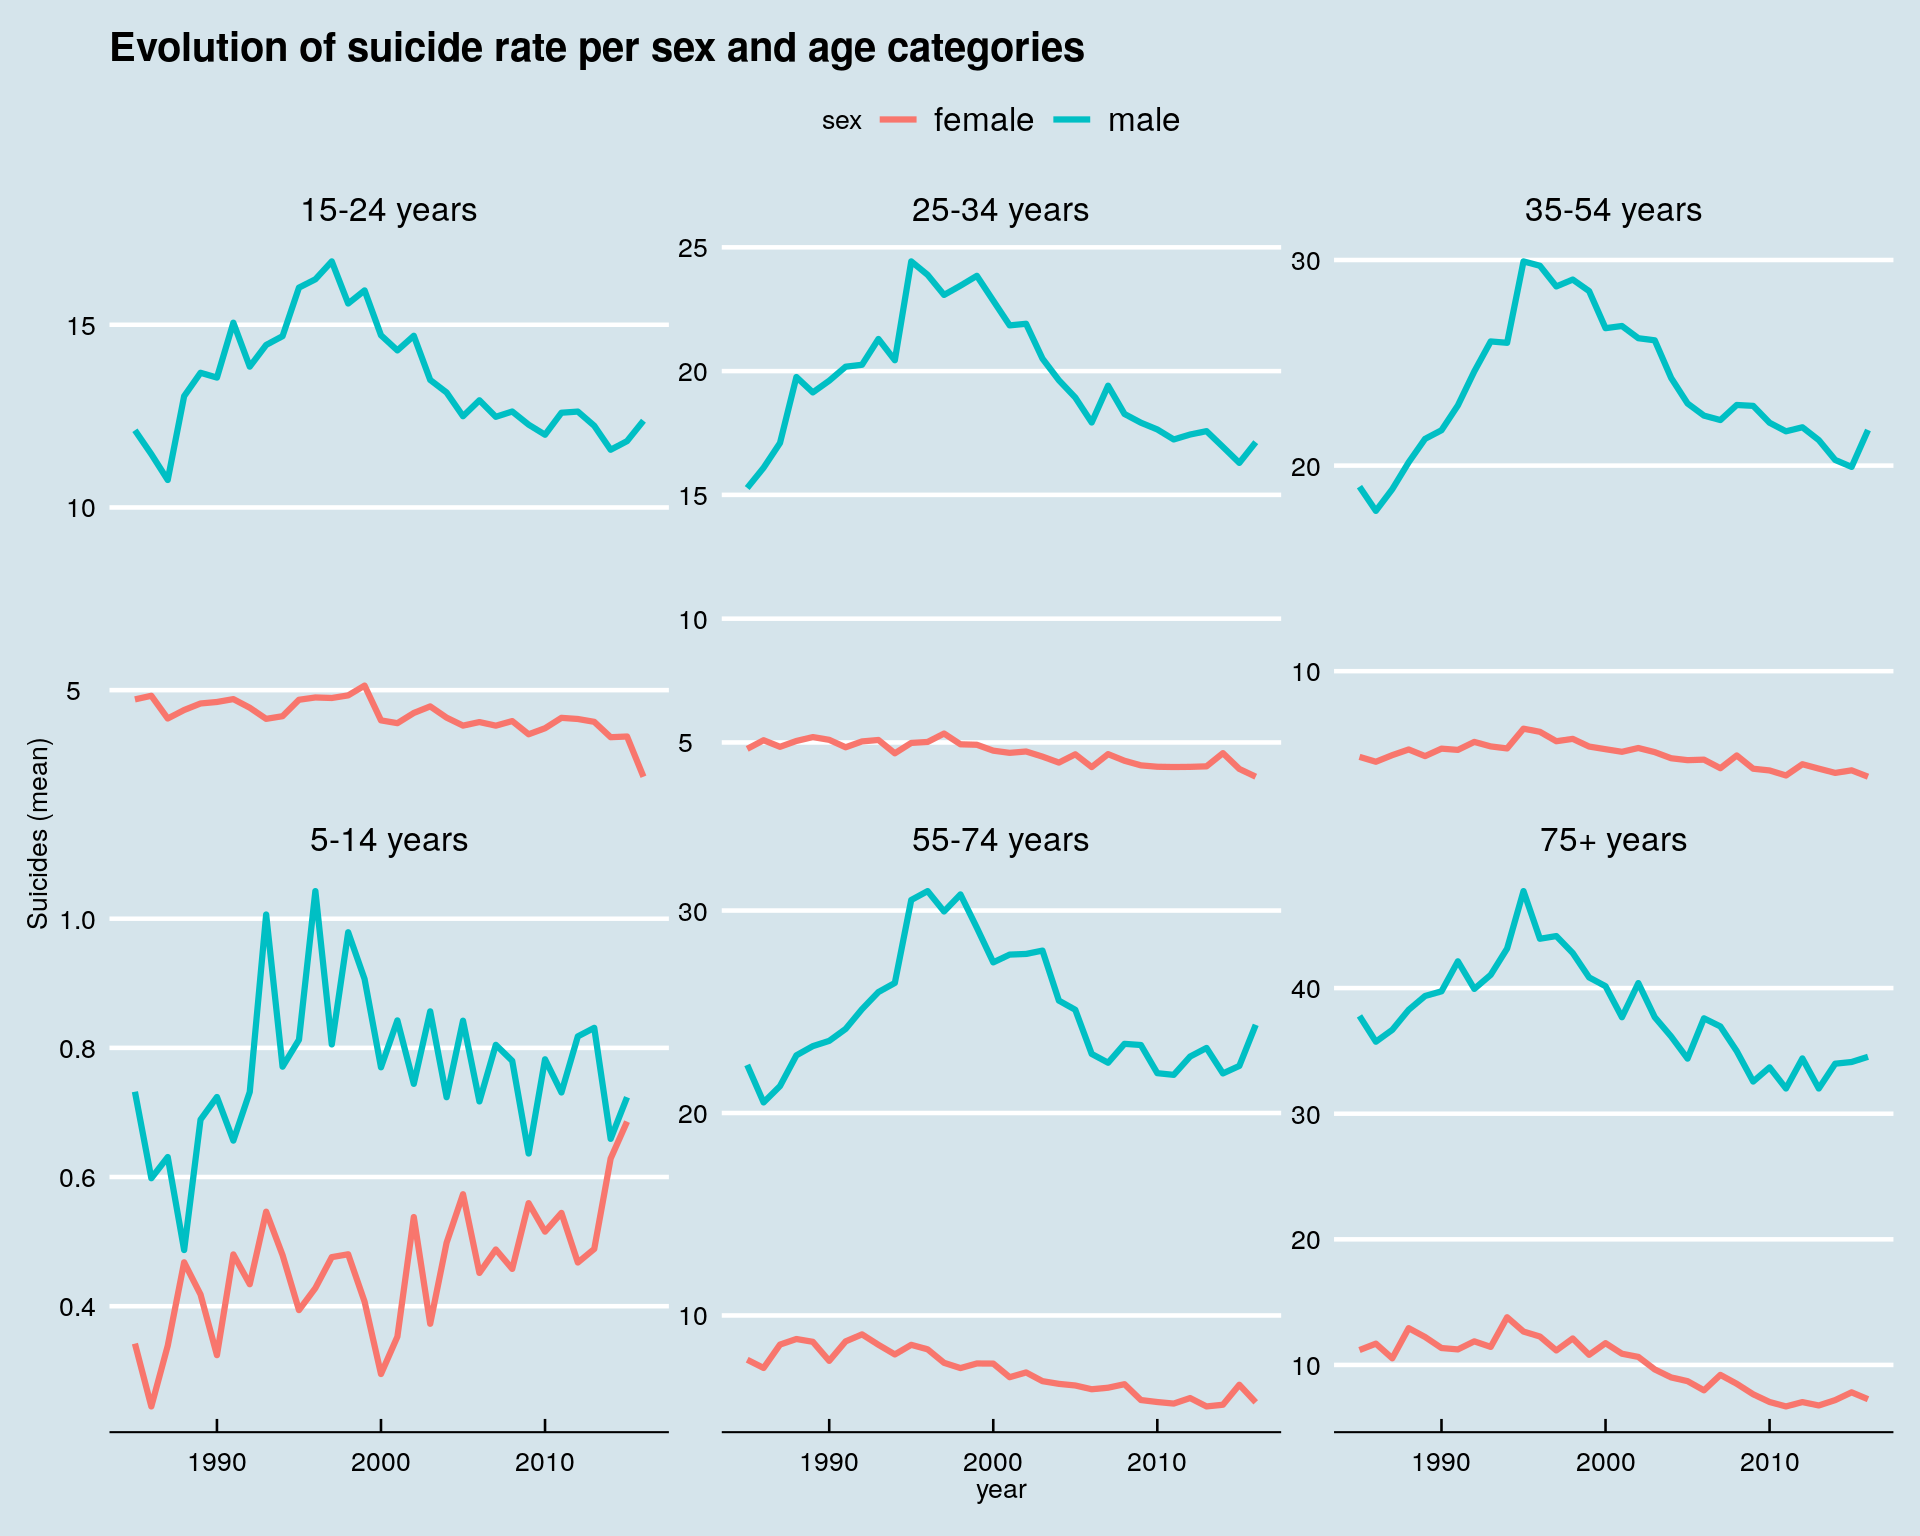 Evolution of suicide rate per sex and age categories
sex female male
15-24 years
25-34 years
35-54 years
15
10
5
25
20
15
10
5
30
20
10
Suicides (mean)
5-14 years
55-74 years
75+ years
1.0
0.8
0.6
0.4
30
20
10
40
30
20
10
1990 2000 2010
1990 2000 2010
1990 2000 2010
year